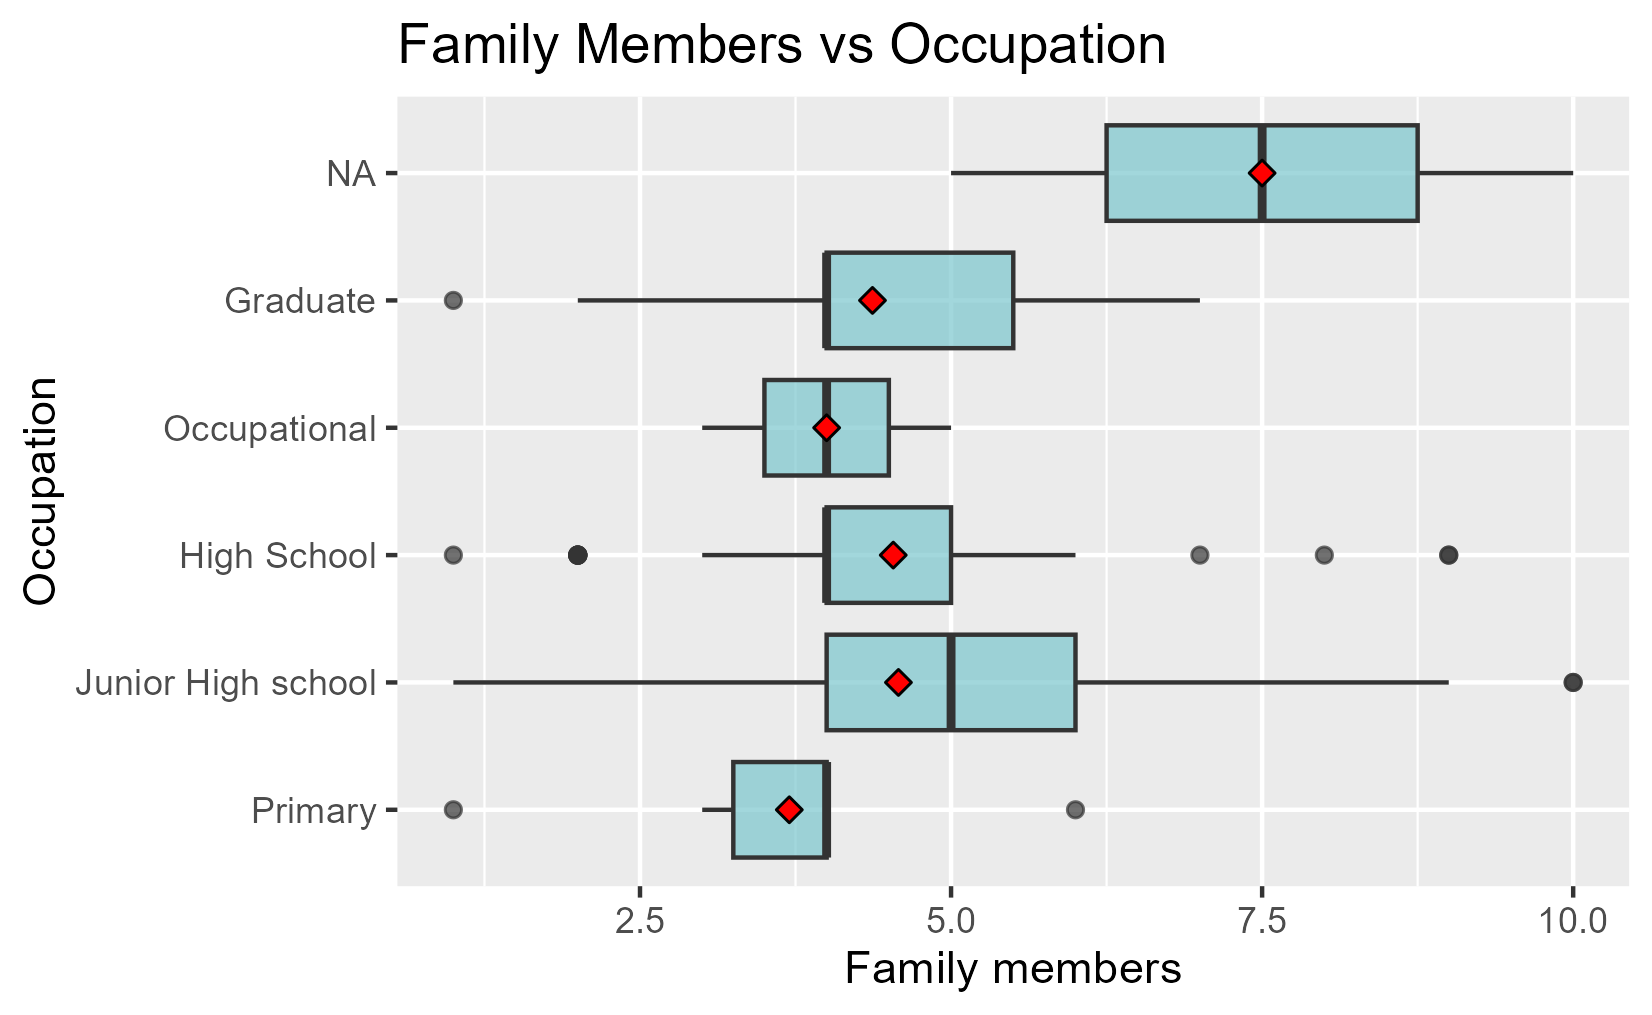 Family Members vs Occupation
NA
Graduate
Occupational
High School
Junior High school
Primary
Occupation
2.5
5.0
7.5
10.0
Family members